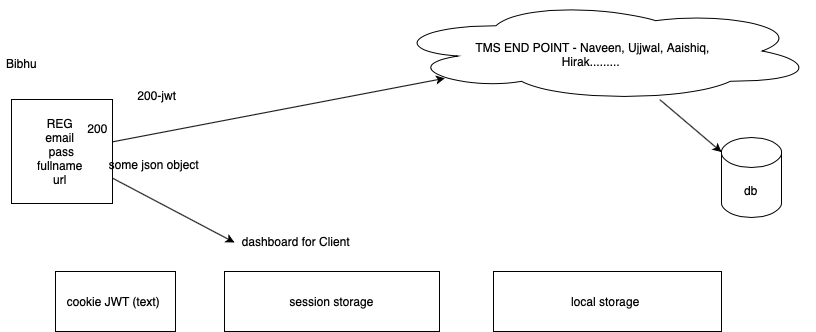 TMS END POINT - Naveen, Ujjwal, Aaishiq,
Hirak.........
Bibhu
200-jwt
REG
200
email
pass
fullname
url
some json object
dashboard for Client
db
cookie JWT (text)
session storage
local storage